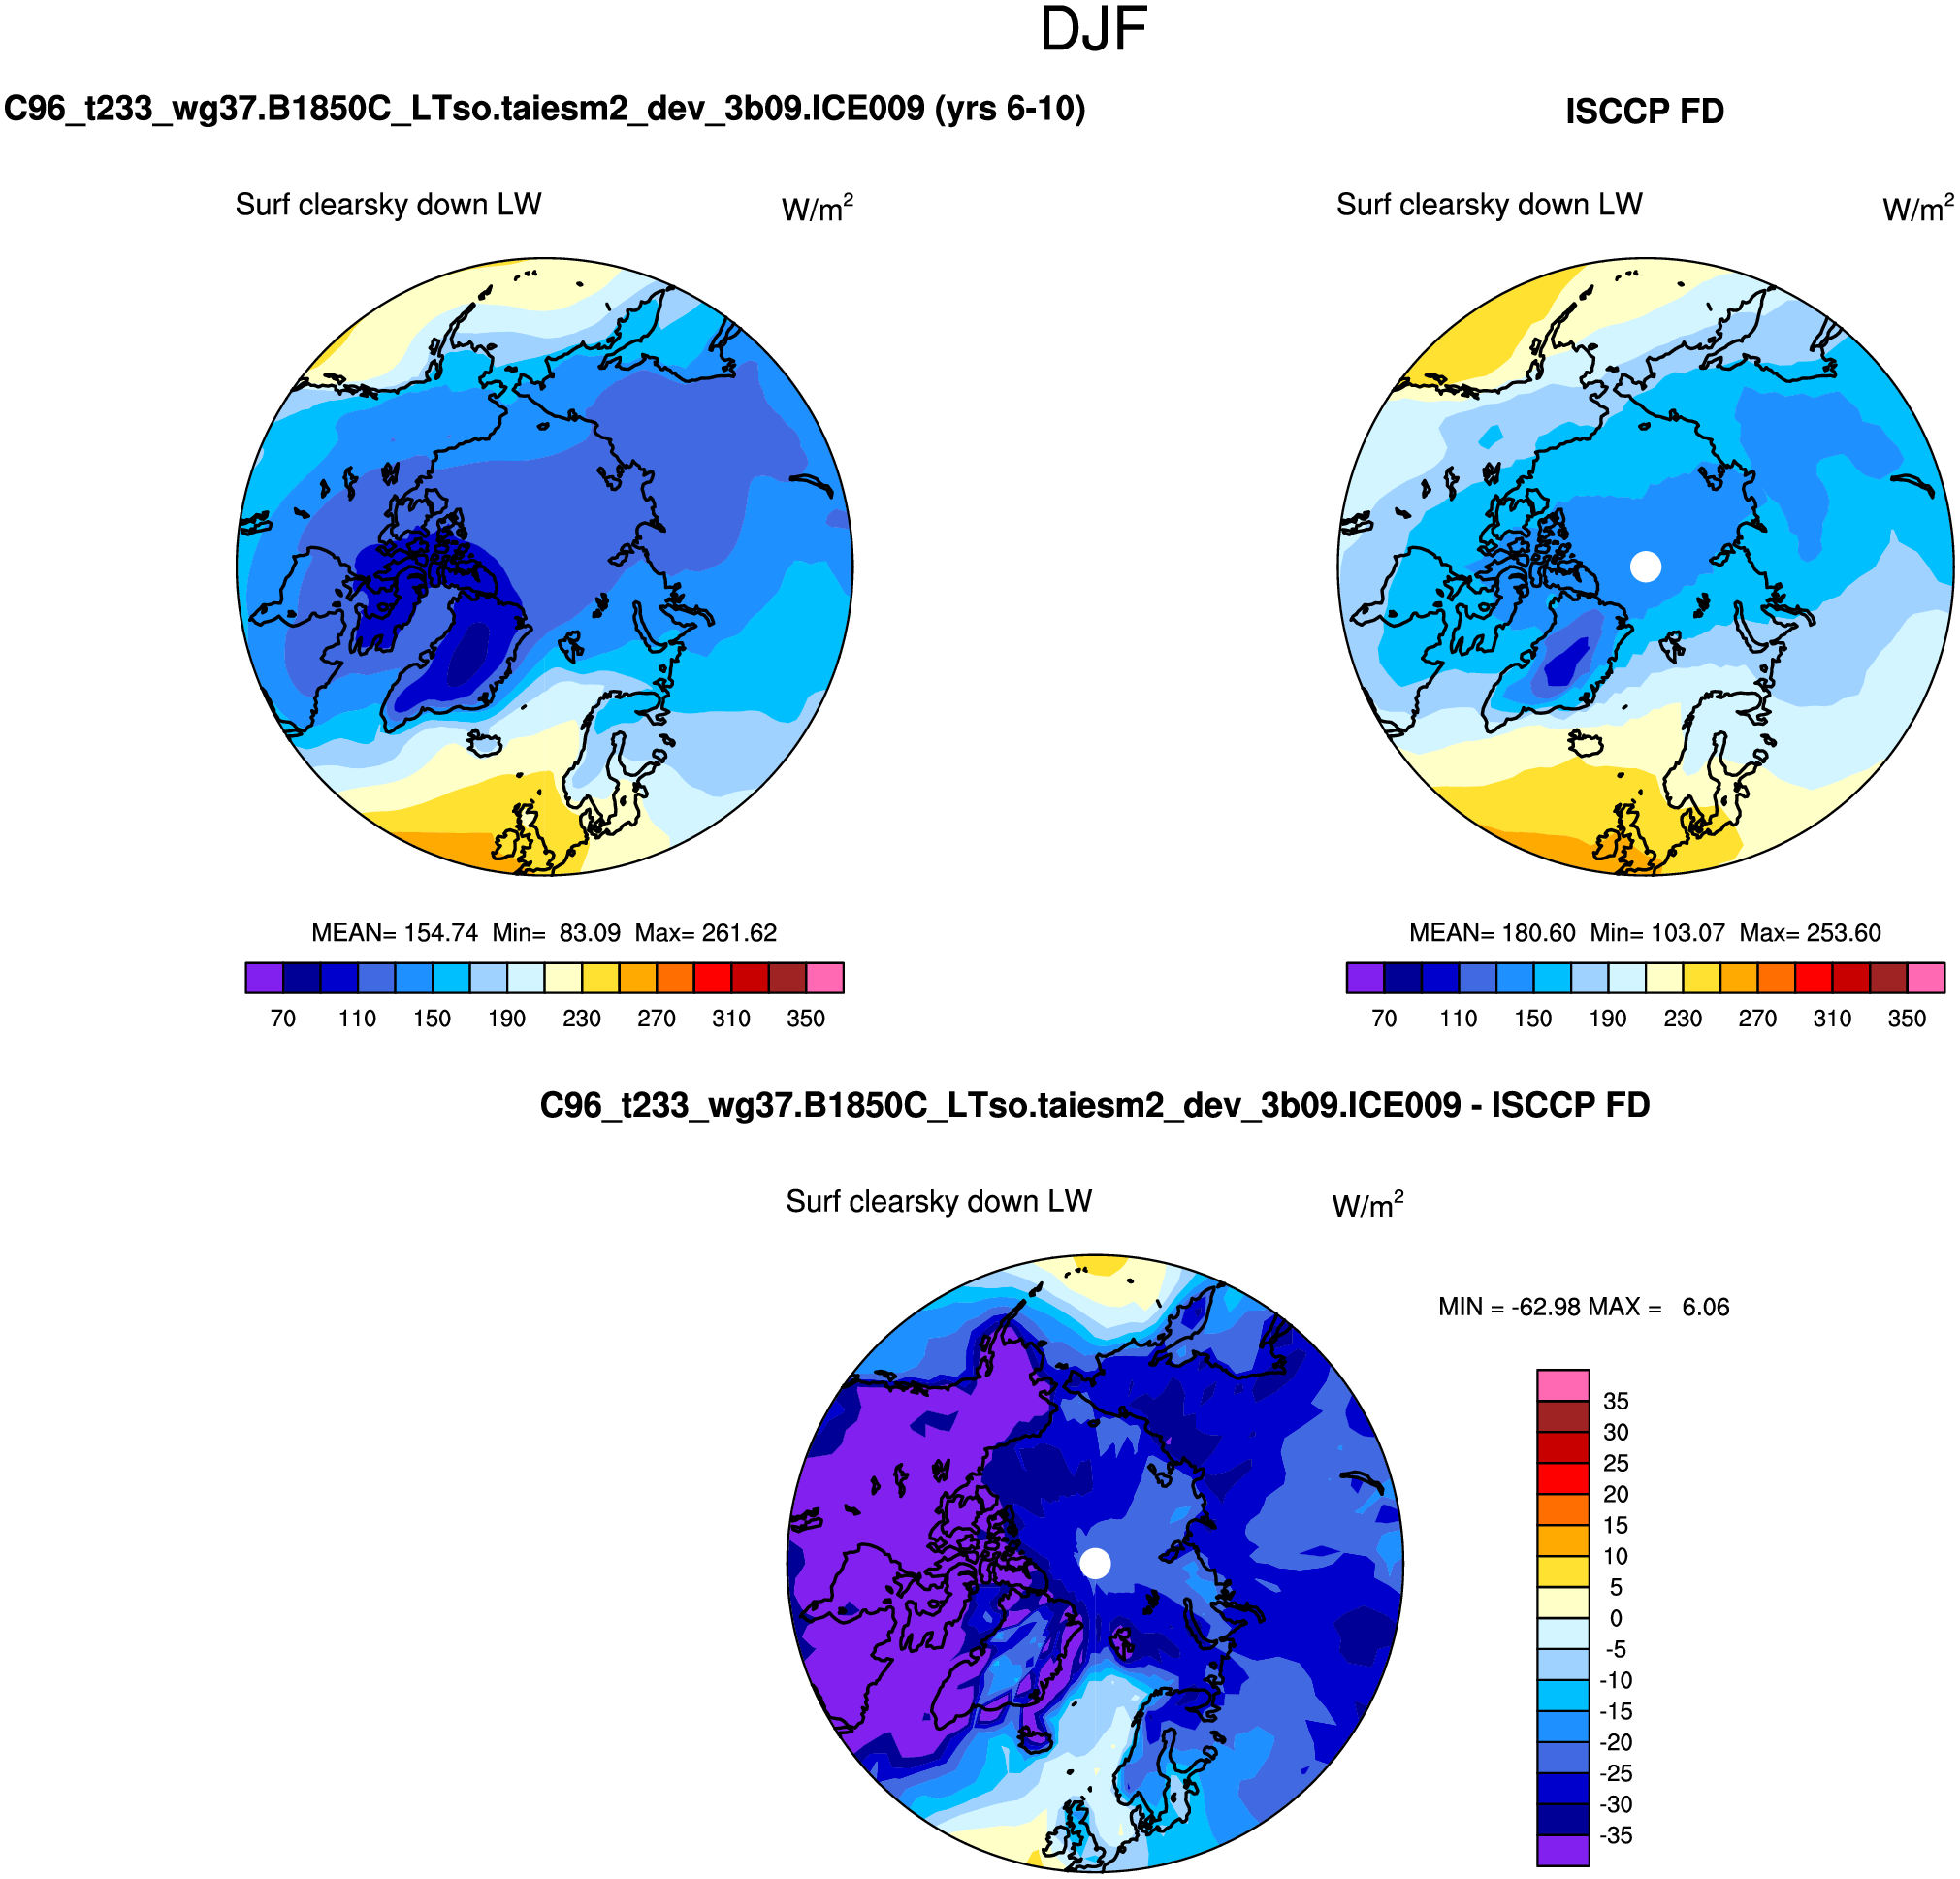 DJF
C96_t233_wg37.B1850C_LTso.taiesm2_dev_3b09.ICE009 (yrs 6-10)
ISCCP FD
Surf clearsky down LW W/m²
Surf clearsky down LW W/m²
MEAN= 154.74 Min= 83.09 Max= 261.62
MEAN= 180.60 Min= 103.07 Max= 253.60
70 110 150 190 230 270 310 350
70 110 150 190 230 270 310 350
C96_t233_wg37.B1850C_LTso.taiesm2_dev_3b09.ICE009 - ISCCP FD
Surf clearsky down LW W/m²
MIN = -62.98 MAX = 6.06
35
30
25
20
15
10
5
0
-5
-10
-15
-20
-25
-30
-35